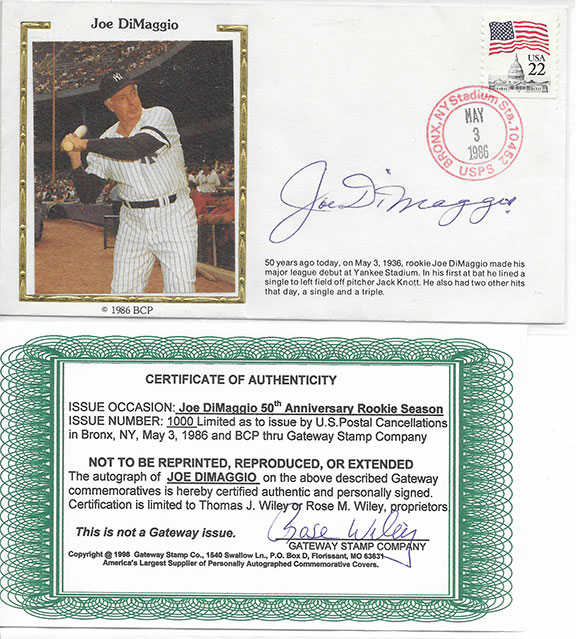 Joe DiMaggio
NY
© 1986 BCP
USA
22
BRONX, NY Stadium Sta. 10452
MAY
3
1986
USPS
Joe DiMaggio
50 years ago today, on May 3, 1936, rookie Joe DiMaggio made his
major league debut at Yankee Stadium. In his first at bat he lined a
single to left field off pitcher Jack Knott. He also had two other hits
that day, a single and a triple.
CERTIFICATE OF AUTHENTICITY
ISSUE OCCASION: Joe DiMaggio 50th Anniversary Rookie Season
ISSUE NUMBER: 1000 Limited as to issue by U.S.Postal Cancellations
in Bronx, NY, May 3, 1986 and BCP thru Gateway Stamp Company
NOT TO BE REPRINTED, REPRODUCED, OR EXTENDED
The autograph of JOE DIMAGGIO on the above described Gateway
commemoratives is hereby certified authentic and personally signed.
Certification is limited to Thomas J. Wiley or Rose M. Wiley, proprietors
This is not a Gateway issue.
Rose Wiley
GATEWAY STAMP COMPANY
Copyright @ 1998 Gateway Stamp Co., 1540 Swallow Ln., P.O. Box D, Florissant, MO 63631
America's Largest Supplier of Personally Autographed Commemorative Covers.